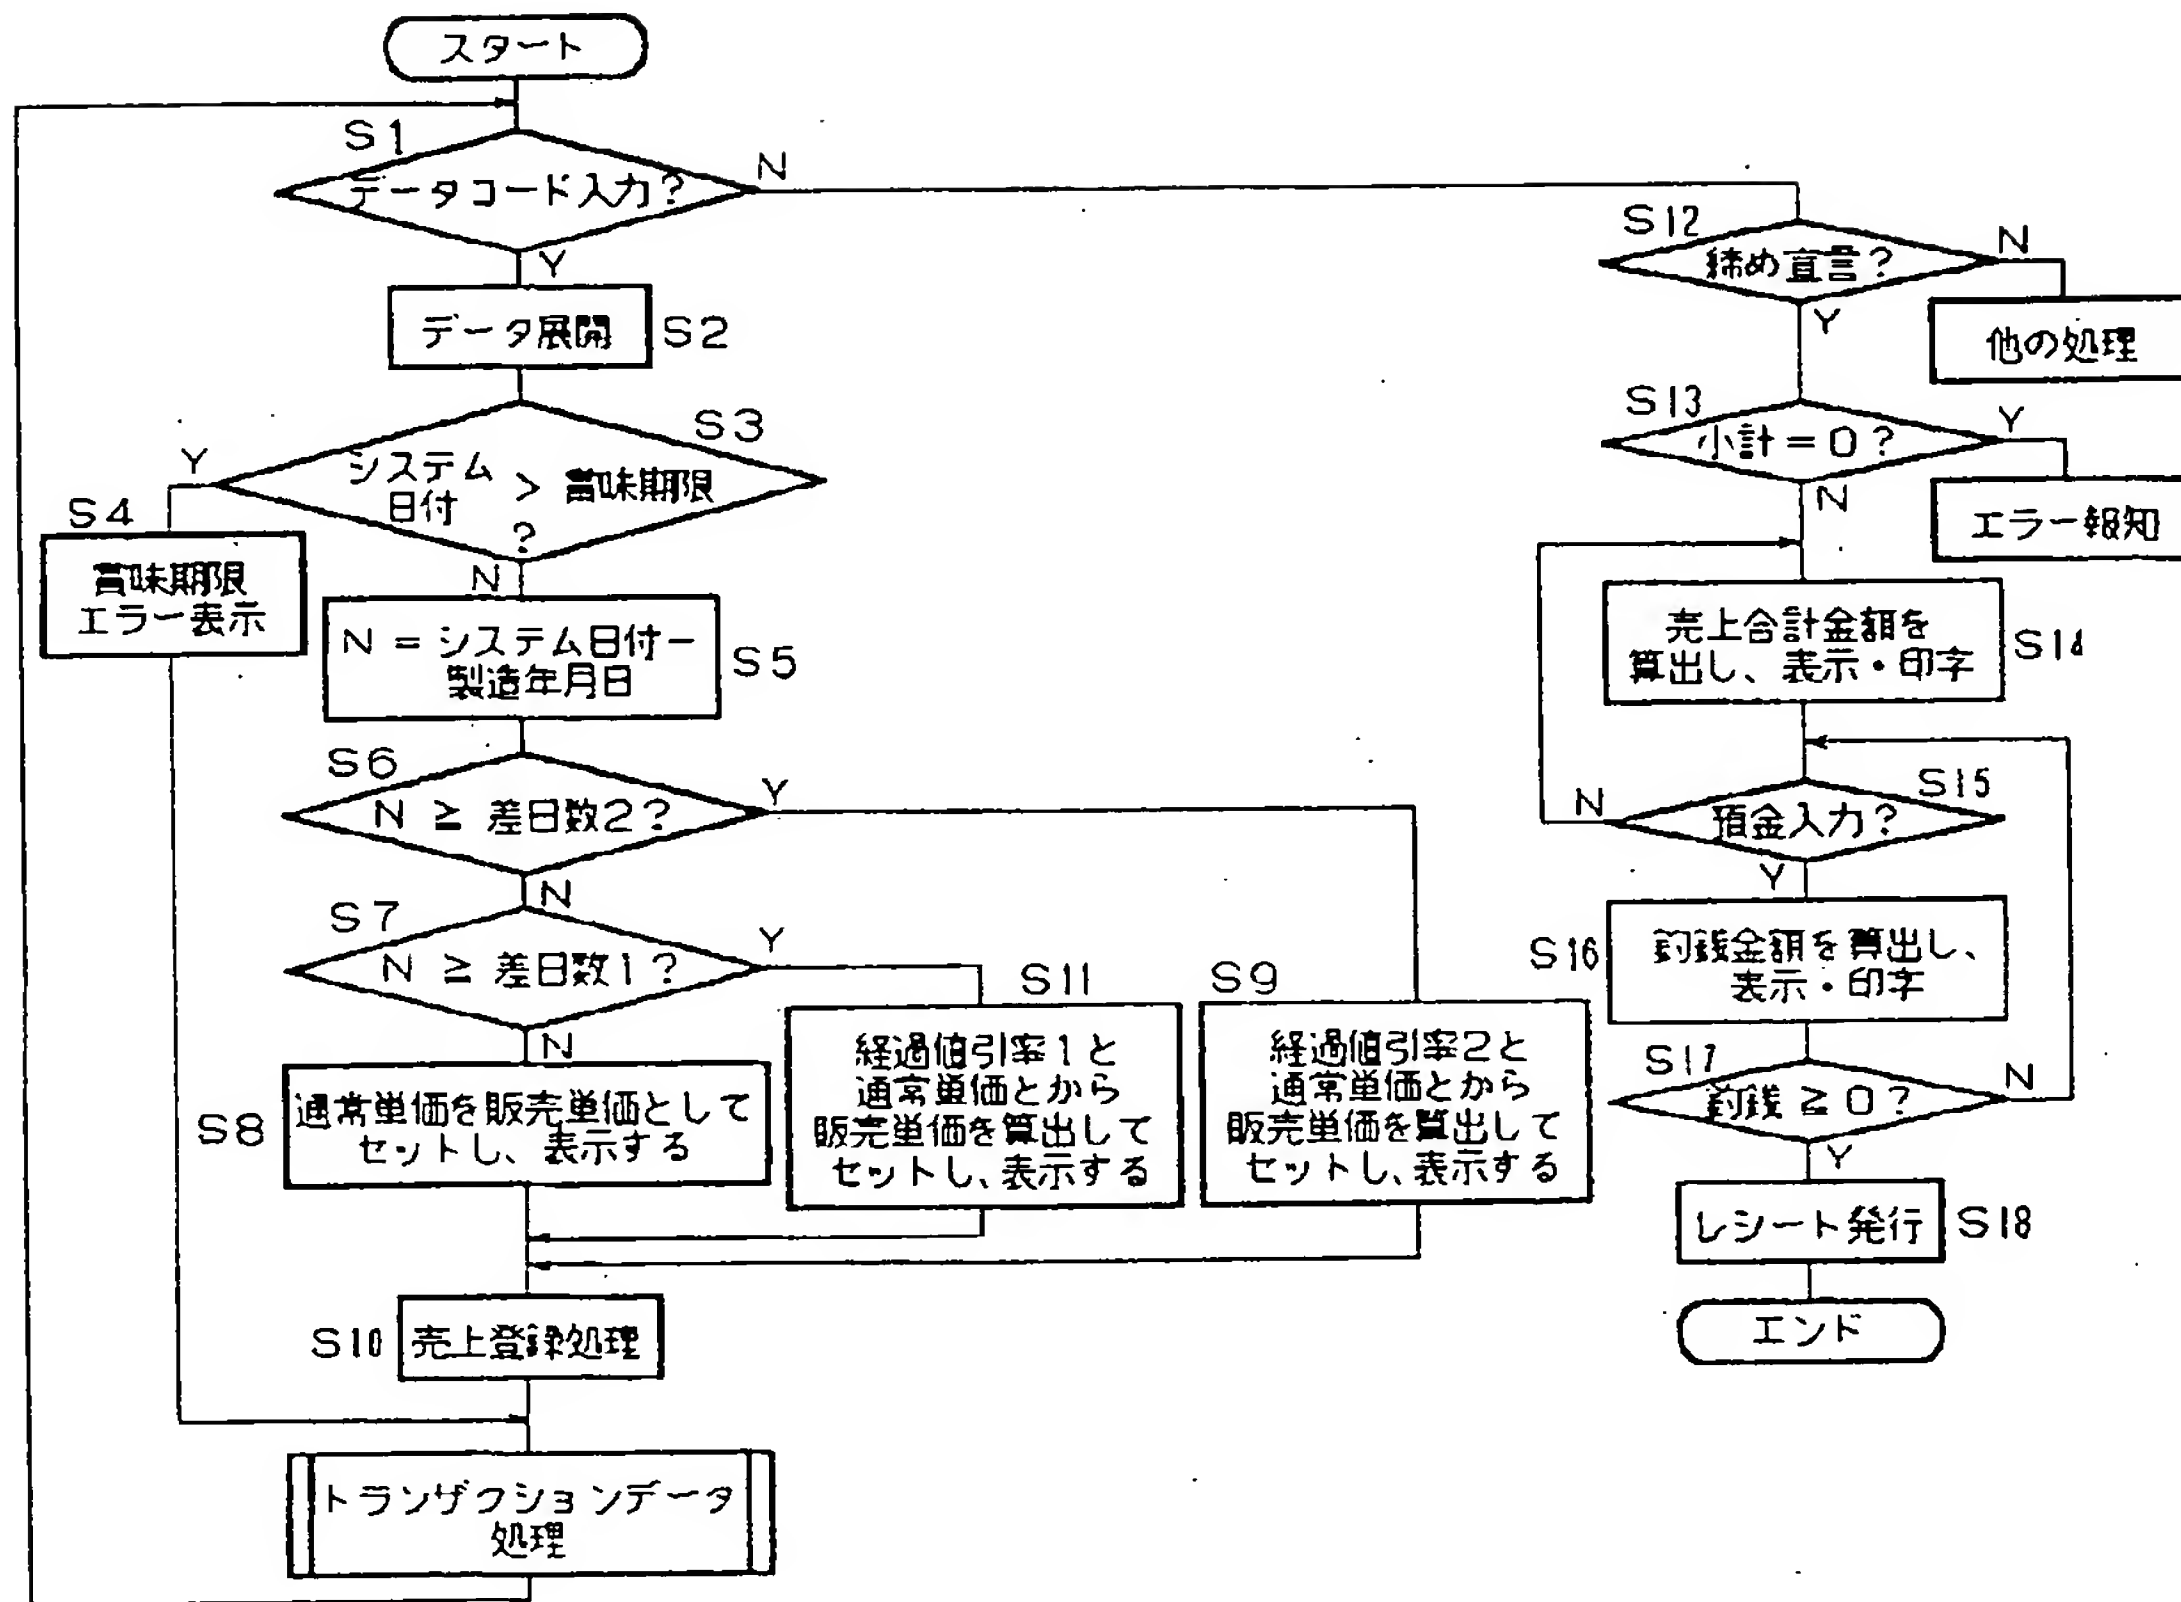 スタート
S1
データコード入力?
N
Y
データ展開
S2
S3
システム
日付
> 賞味期限
?
Y
N
S4
賞味期限
エラー表示
N = システム日付-
製造年月日
S5
S6
N ≧ 差日数2?
Y
N
S7
N ≧ 差日数1?
Y
N
S8
通常単価を販売単価として
セットし、表示する
S11
経過値引率1と
通常単価とから
販売単価を算出して
セットし、表示する
S9
経過値引率2と
通常単価とから
販売単価を算出して
セットし、表示する
S10
売上登録処理
トランザクションデータ
処理
S12
締め宣言?
N
Y
他の処理
S13
小計=0?
Y
N
エラー報知
売上合計金額を
算出し、表示・印字
S14
S15
預金入力?
N
Y
S16
釣銭金額を算出し、
表示・印字
S17
釣銭≧0?
N
Y
レシート発行
S18
エンド